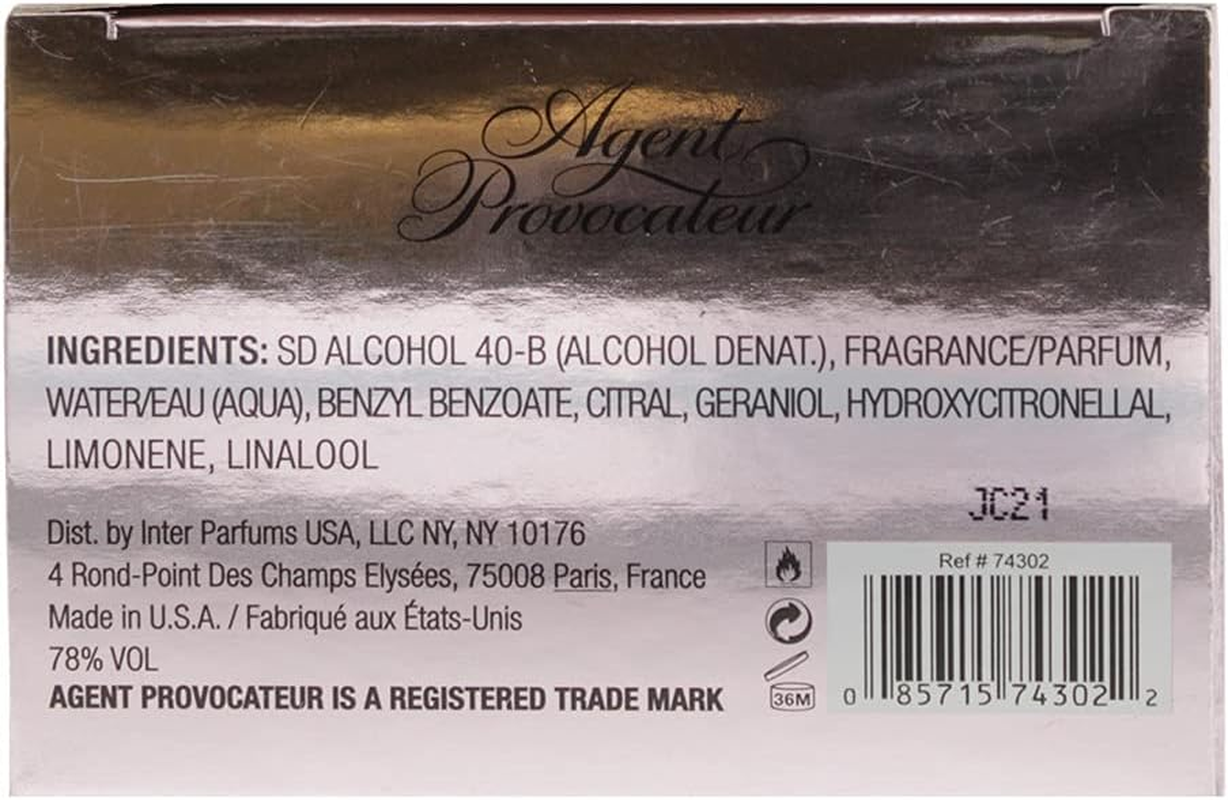 Agent
Provocateur
INGREDIENTS: SD ALCOHOL 40-B (ALCOHOL DENAT.), FRAGRANCE/PARFUM,
WATER/EAU (AQUA), BENZYL BENZOATE, CITRAL, GERANIOL, HYDROXYCITRONELLAL,
LIMONENE, LINALOOL
JC21
Dist. by Inter Parfums USA, LLC NY, NY 10176
4 Rond-Point Des Champs Elysées, 75008 Paris, France
Made in U.S.A. / Fabriqué aux États-Unis
78% VOL
AGENT PROVOCATEUR IS A REGISTERED TRADE MARK
36M
Ref # 74302
0 85715 74302 2